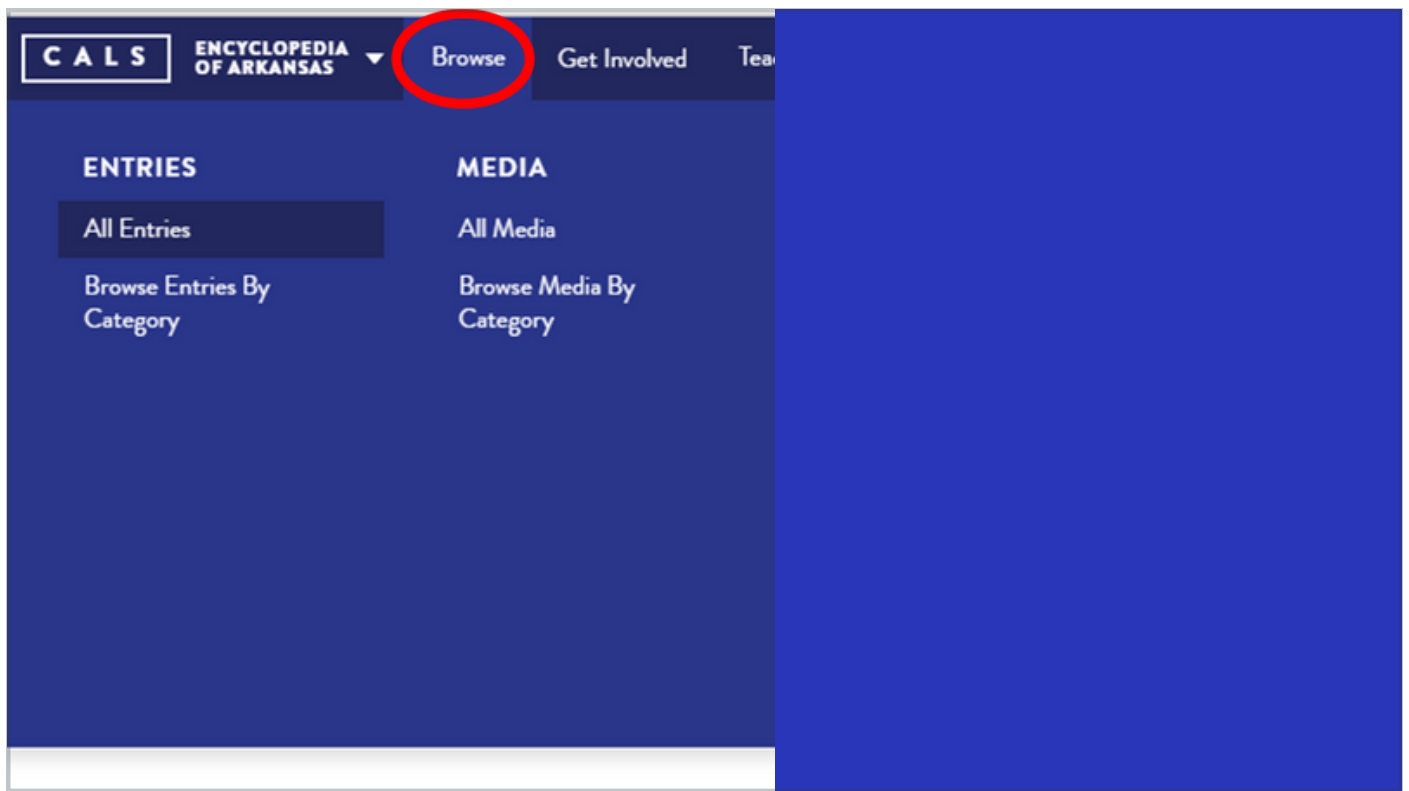 CALS
ENCYCLOPEDIA
OF ARKANSAS
Browse
Get Involved
ENTRIES
All Entries
Browse Entries By
Category
MEDIA
All Media
Browse Media By
Category